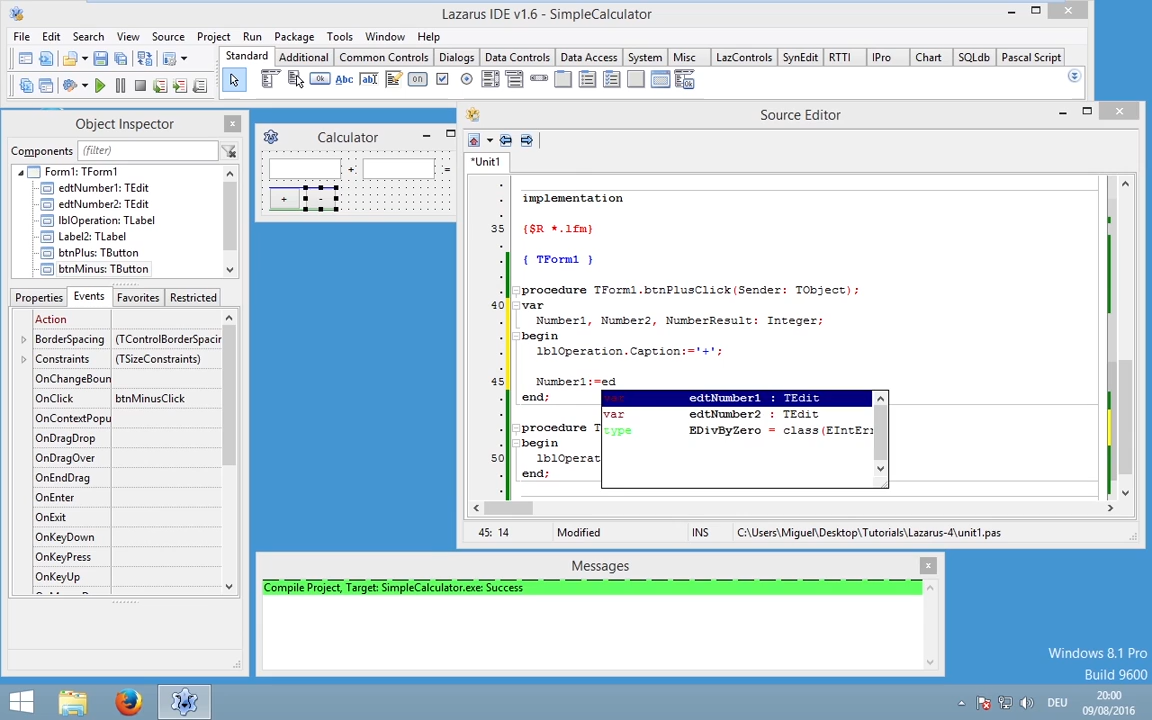 Lazarus IDE v1.6 - SimpleCalculator
File Edit Search View Source Project Run Package Tools Window Help
Standard Additional Common Controls Dialogs Data Controls Data Access System Misc LazControls SynEdit RTTI IPro Chart SQLdb Pascal Script
Ok Abc abI on
Object Inspector
Components (filter)
Form1: TForm1
edtNumber1: TEdit
edtNumber2: TEdit
lblOperation: TLabel
Label2: TLabel
btnPlus: TButton
btnMinus: TButton
Properties Events Favorites Restricted
Action
BorderSpacing (TControlBorderSpacir
Constraints (TSizeConstraints)
OnChangeBoun
OnClick btnMinusClick
OnContextPopu
OnDragDrop
OnDragOver
OnEndDrag
OnEnter
OnExit
OnKeyDown
OnKeyPress
OnKeyUp
Calculator
+ =
+ -
Source Editor
*Unit1
implementation
35 {$R *.lfm}
{ TForm1 }
procedure TForm1.btnPlusClick(Sender: TObject);
40 var
Number1, Number2, NumberResult: Integer;
begin
lblOperation.Caption:='+';
45 Number1:=ed
end;
var edtNumber1 : TEdit
var edtNumber2 : TEdit
type EDivByZero = class(EIntErr
procedure T
begin
50 lblOperat
end;
45: 14 Modified INS C:\Users\Miguel\Desktop\Tutorials\Lazarus-4\unit1.pas
Messages
Compile Project, Target: SimpleCalculator.exe: Success
Windows 8.1 Pro
Build 9600
DEU 20:00
09/08/2016